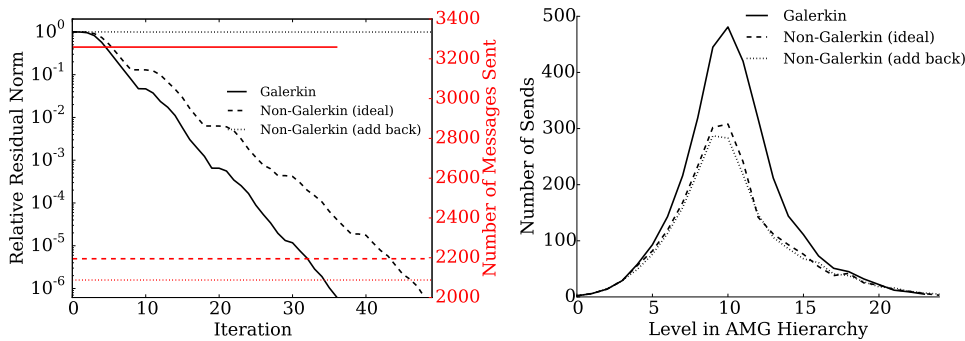 Relative Residual Norm
10^0
10^-1
10^-2
10^-3
10^-4
10^-5
10^-6
0
10
20
30
40
Iteration
Galerkin
Non-Galerkin (ideal)
Non-Galerkin (add back)
3400
3200
3000
2800
2600
2400
2200
2000
Number of Messages Sent
Number of Sends
500
400
300
200
100
0
0
5
10
15
20
Level in AMG Hierarchy
Galerkin
Non-Galerkin (ideal)
Non-Galerkin (add back)